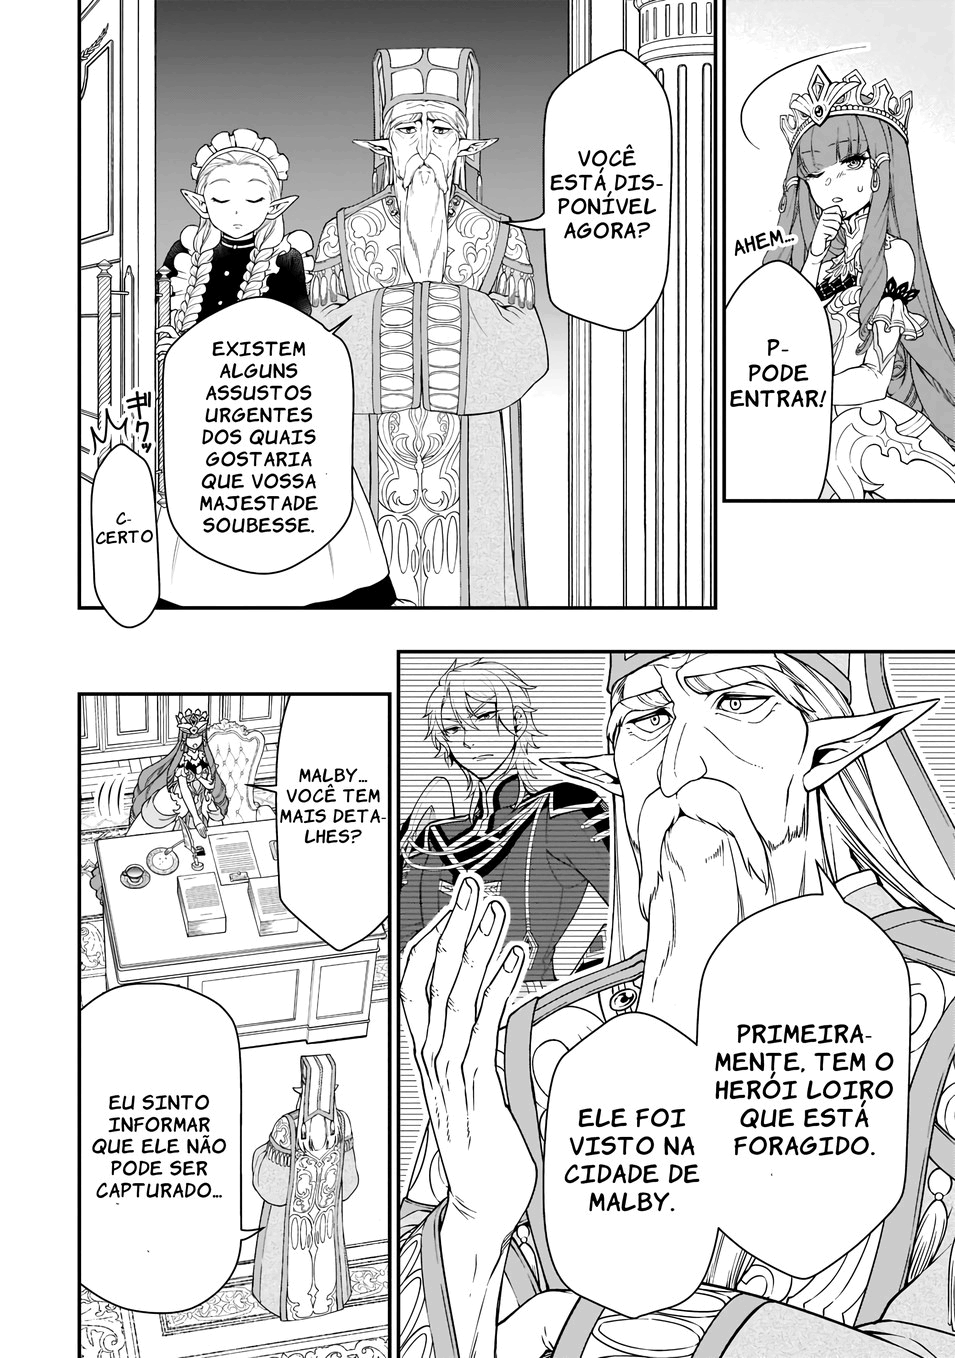 AHEM...
P-
PODE
ENTRAR!
VOCÊ
ESTÁ DIS-
PONÍVEL
AGORA?
EXISTEM
ALGUNS
ASSUSTOS
URGENTES
DOS QUAIS
GOSTARIA
QUE VOSSA
MAJESTADE
SOUBESSE.
ギクッ
C-
CERTO
PRIMEIRA-
MENTE, TEM O
HERÓI LOIRO
QUE ESTÁ
FORAGIDO.
ELE FOI
VISTO NA
CIDADE DE
MALBY.
MALBY...
VOCÊ TEM
MAIS DETA-
LHES?
EU SINTO
INFORMAR
QUE ELE NÃO
PODE SER
CAPTURADO...